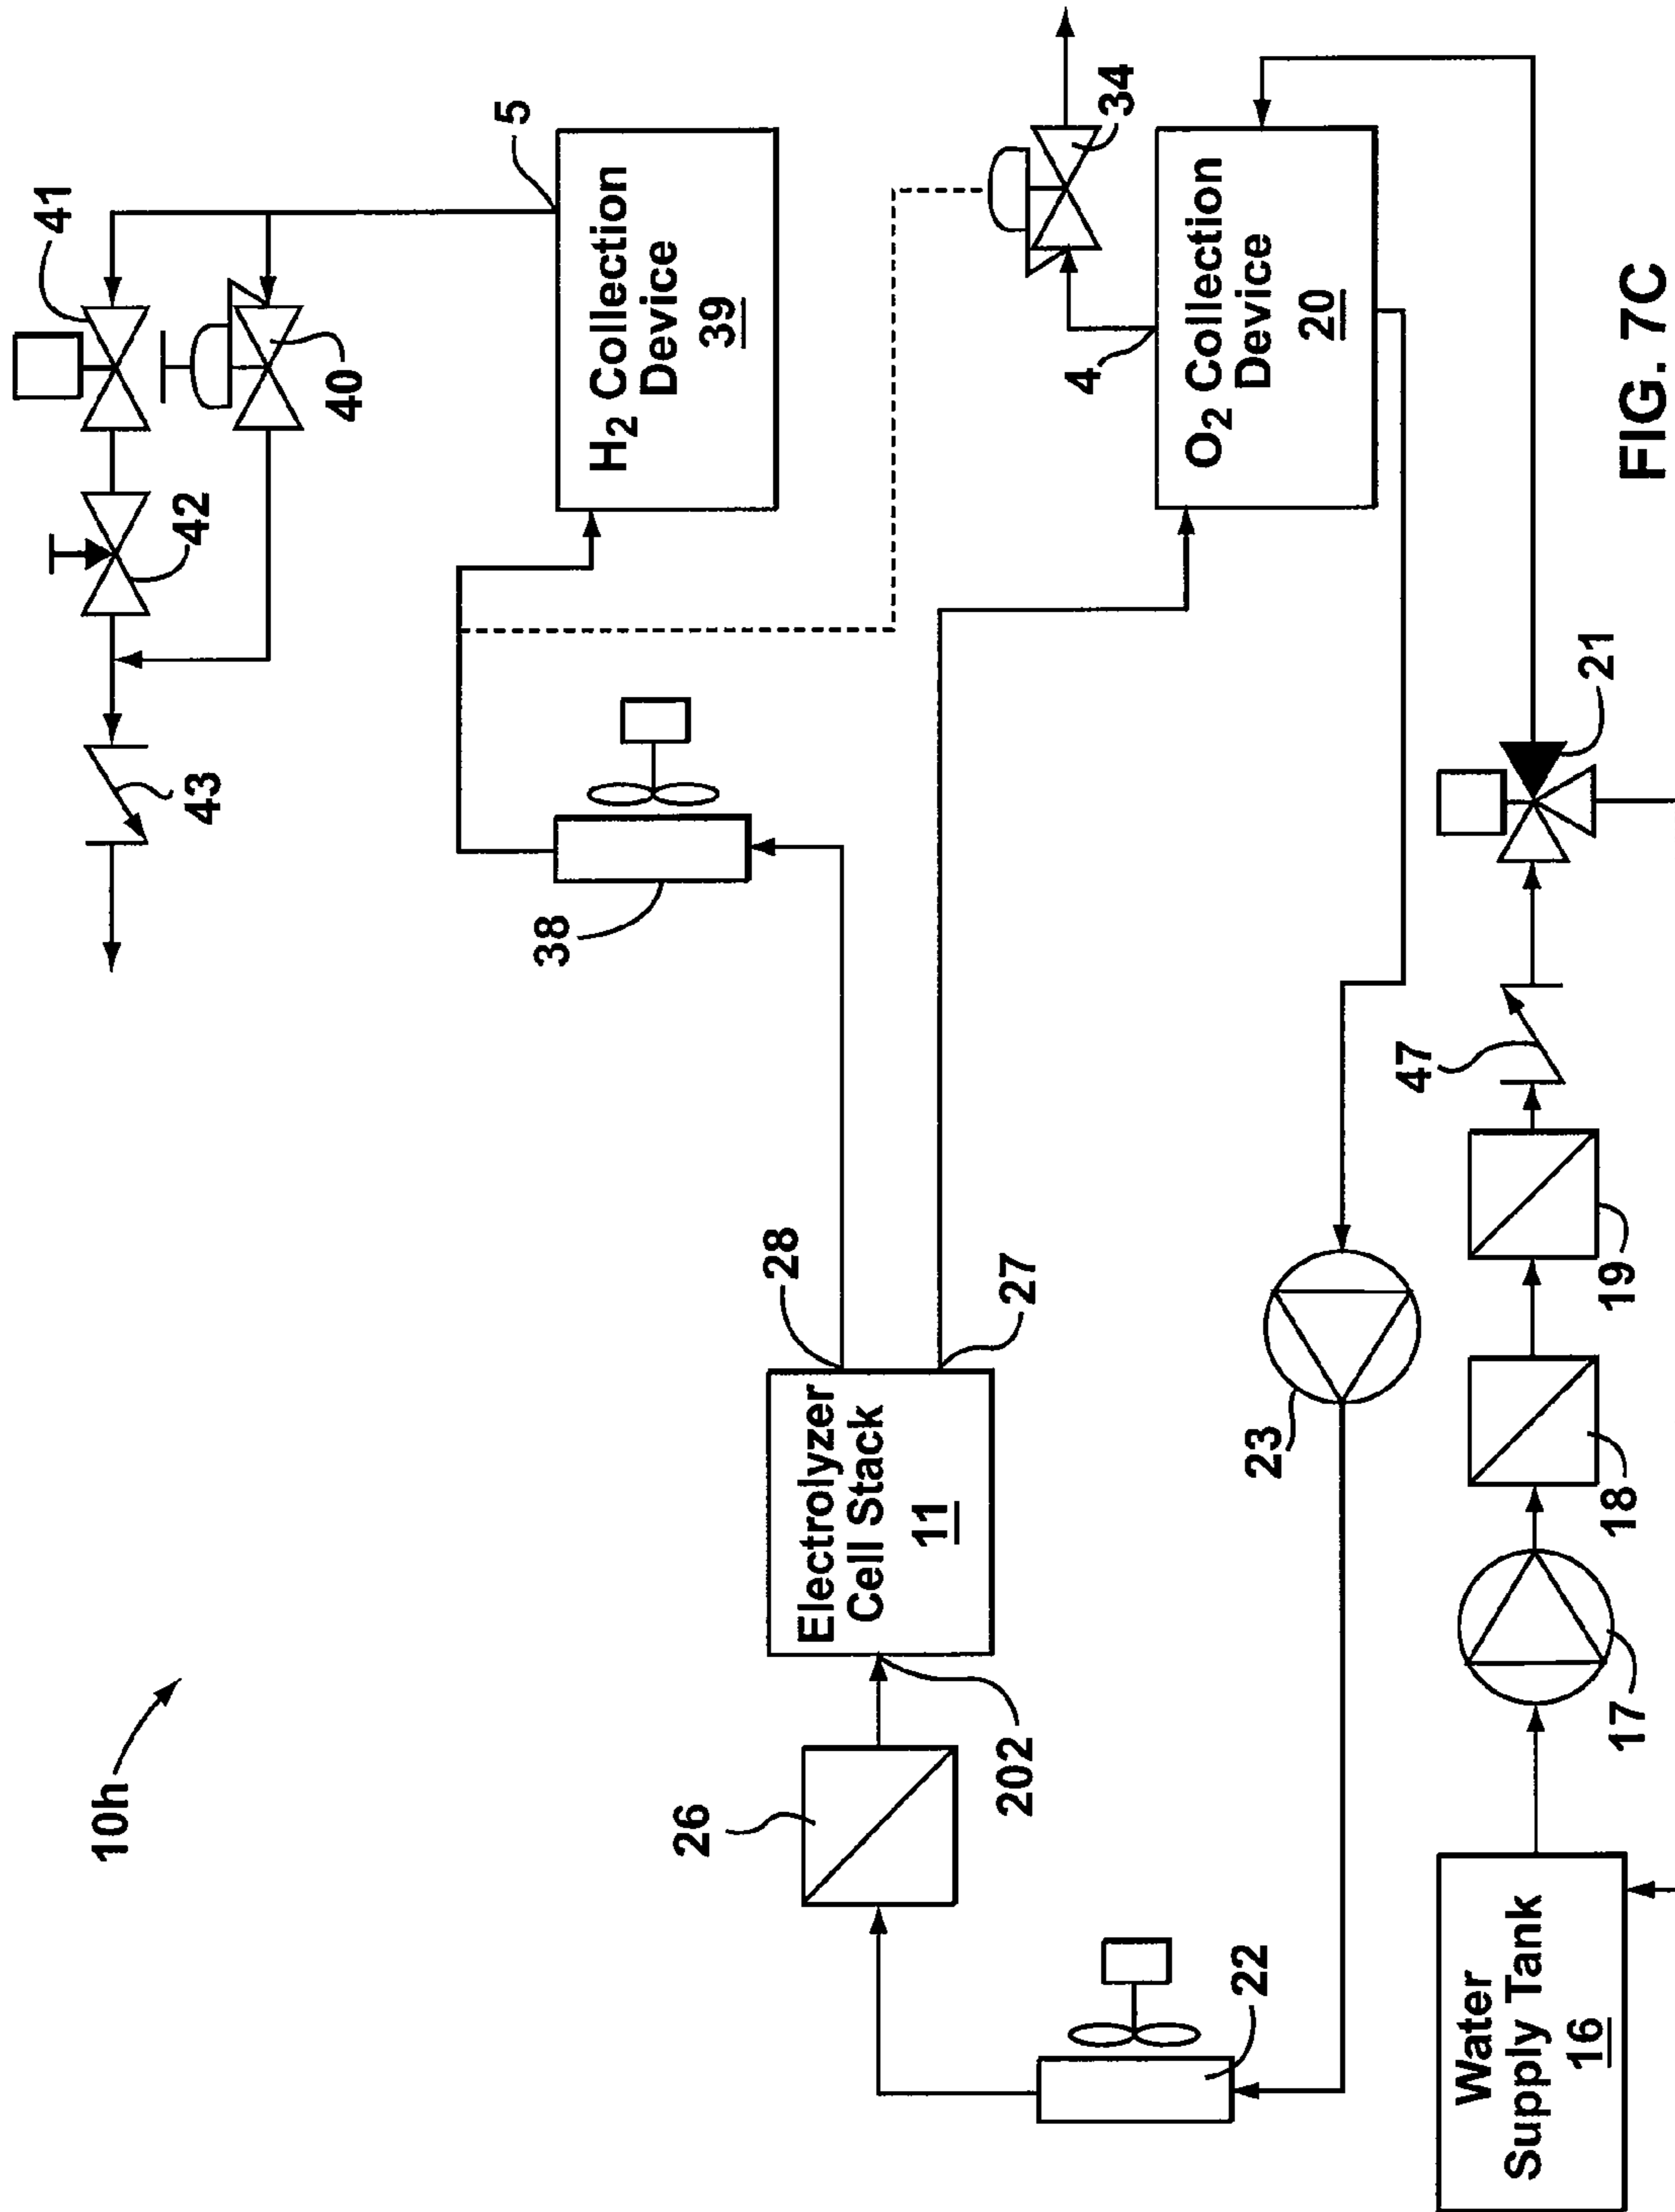 10h
41
5
42
40
43
H2 Collection
Device
39
38
34
4
O2 Collection
Device
20
28
27
Electrolyzer
Cell Stack
11
26
202
22
23
21
47
19
18
17
Water
Supply Tank
16
FIG. 7C